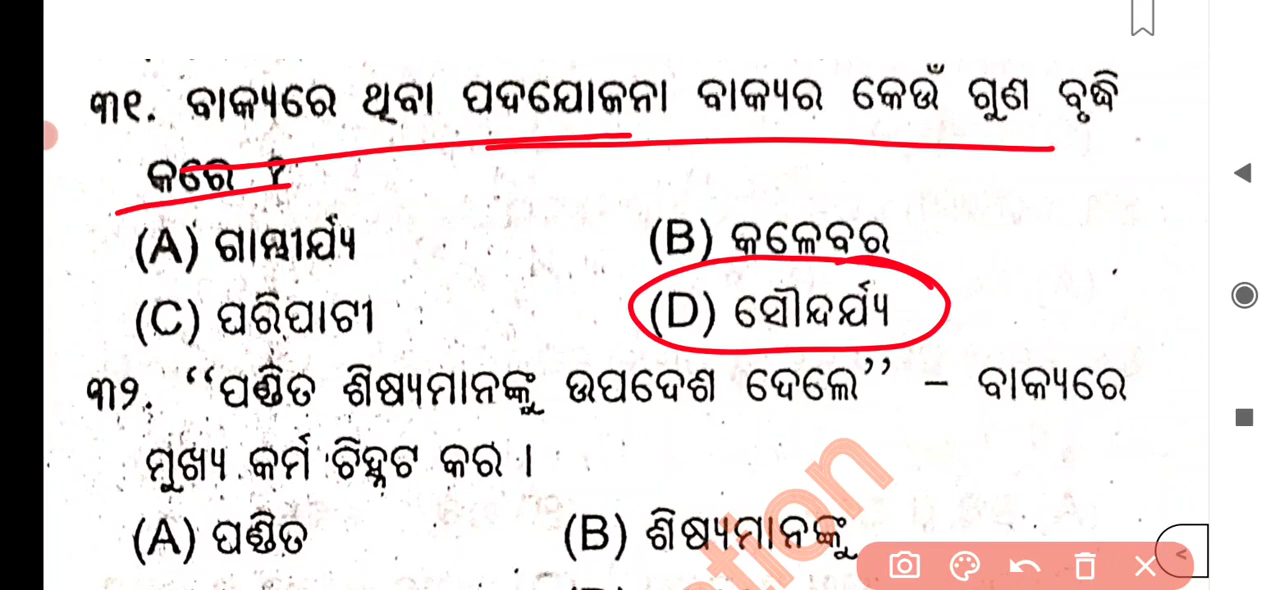 ୩୧. ବାକ୍ୟରେ ଥିବା ପଦଯୋଜନା ବାକ୍ୟର କେଉଁ ଗୁଣ ବୃଦ୍ଧି
କରେ ?
(A) ଗାମ୍ଭୀର୍ଯ୍ୟ (B) କଳେବର
(C) ପରିପାଟୀ (D) ସୌନ୍ଦର୍ଯ୍ୟ
୩୨. ‘‘ପଣ୍ଡିତ ଶିଷ୍ୟମାନଙ୍କୁ ଉପଦେଶ ଦେଲେ’’ – ବାକ୍ୟରେ
ମୁଖ୍ୟ କର୍ମ ଚିହ୍ନଟ କର ।
(A) ପଣ୍ଡିତ (B) ଶିଷ୍ୟମାନଙ୍କୁ